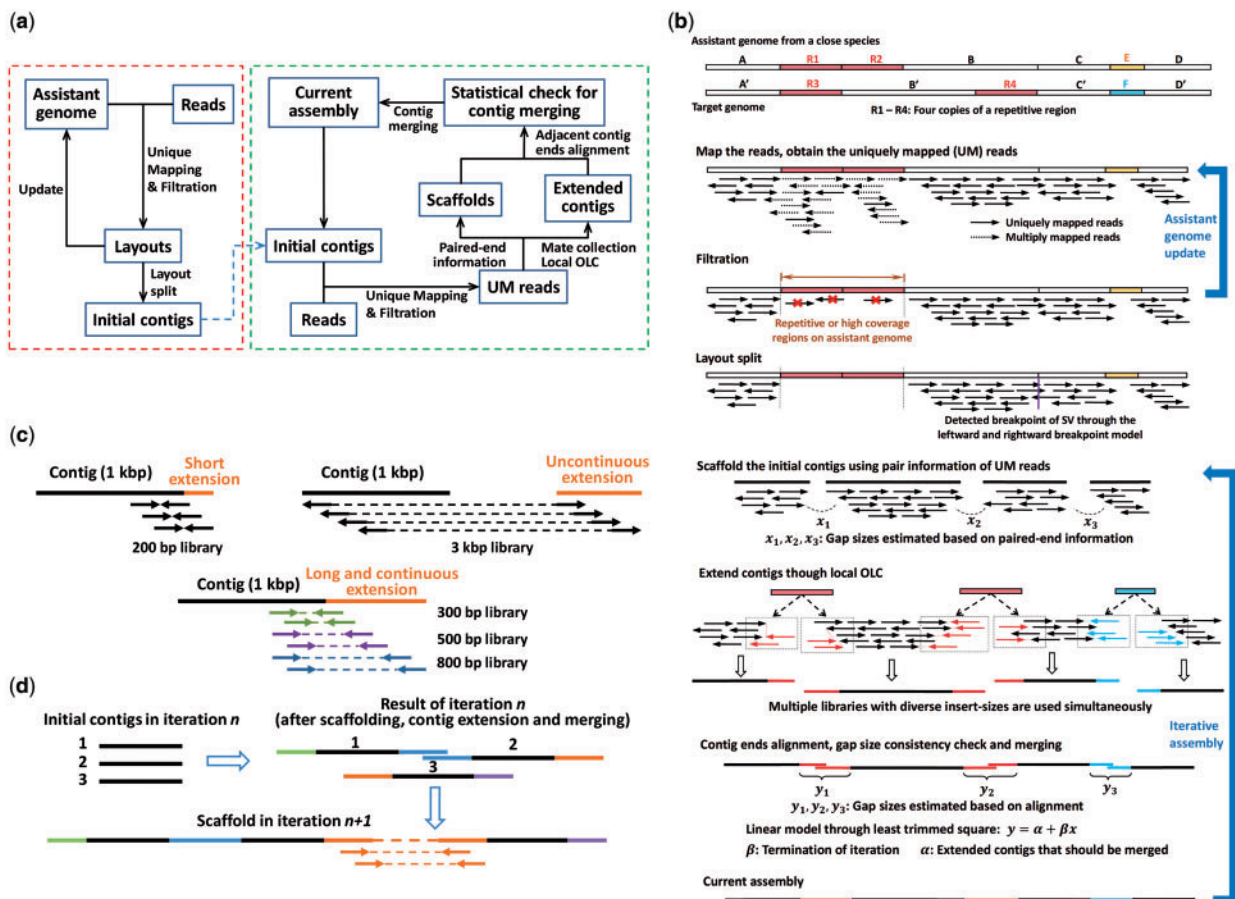 (a)
Assistant
genome
Reads
Unique
Mapping
& Filtration
Update
Layouts
Layout
split
Initial contigs
Current
assembly
Contig
merging
Statistical check for
contig merging
Adjacent contig
ends alignment
Scaffolds
Extended
contigs
Initial contigs
Paired-end
information
Mate collection
Local OLC
Unique Mapping
& Filtration
UM reads
Reads
(b)
Assistant genome from a close species
A R1 R2 B C E D
A' R3 B' R4 C' F D'
Target genome
R1 – R4: Four copies of a repetitive region
Map the reads, obtain the uniquely mapped (UM) reads
Uniquely mapped reads
Multiply mapped reads
Assistant
genome
update
Filtration
Repetitive or high coverage
regions on assistant genome
Layout split
Detected breakpoint of SV through the
leftward and rightward breakpoint model
Scaffold the initial contigs using pair information of UM reads
x₁ x₂ x₃
x₁, x₂, x₃: Gap sizes estimated based on paired-end information
Extend contigs though local OLC
Multiple libraries with diverse insert-sizes are used simultaneously
Iterative
assembly
Contig ends alignment, gap size consistency check and merging
y₁ y₂ y₃
y₁, y₂, y₃: Gap sizes estimated based on alignment
Linear model through least trimmed square: y = α + βx
β: Termination of iteration α: Extended contigs that should be merged
Current assembly
(c)
Contig (1 kbp)
Short
extension
200 bp library
Contig (1 kbp)
Uncontinuous
extension
3 kbp library
Contig (1 kbp)
Long and continuous
extension
300 bp library
500 bp library
800 bp library
(d)
Initial contigs in iteration n
1
2
3
Result of iteration n
(after scaffolding, contig extension and merging)
1
2
3
Scaffold in iteration n+1